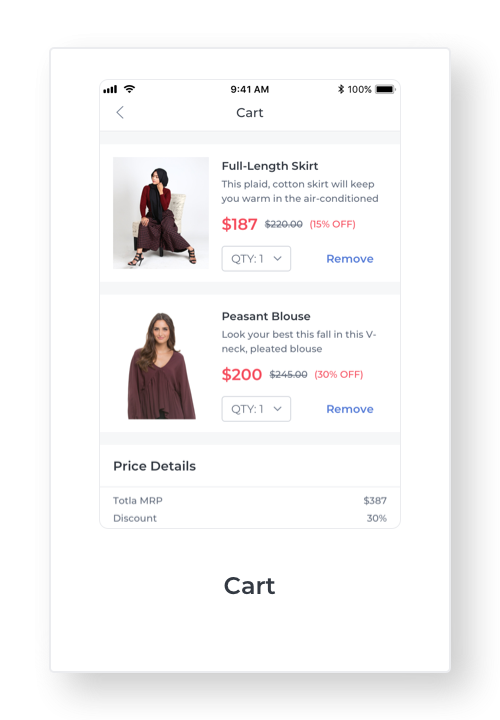 9:41 AM
100%
Cart
Full-Length Skirt
This plaid, cotton skirt will keep
you warm in the air-conditioned
$187 $220.00 (15% OFF)
QTY: 1 Remove
Peasant Blouse
Look your best this fall in this V-
neck, pleated blouse
$200 $245.00 (30% OFF)
QTY: 1 Remove
Price Details
Totla MRP $387
Discount 30%
Cart